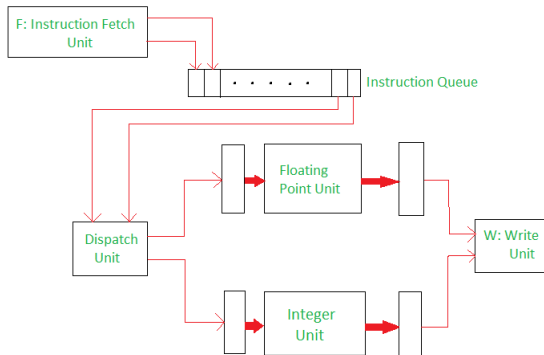 F: Instruction Fetch
Unit
Instruction Queue
Floating
Point Unit
Dispatch
Unit
W: Write
Unit
Integer
Unit